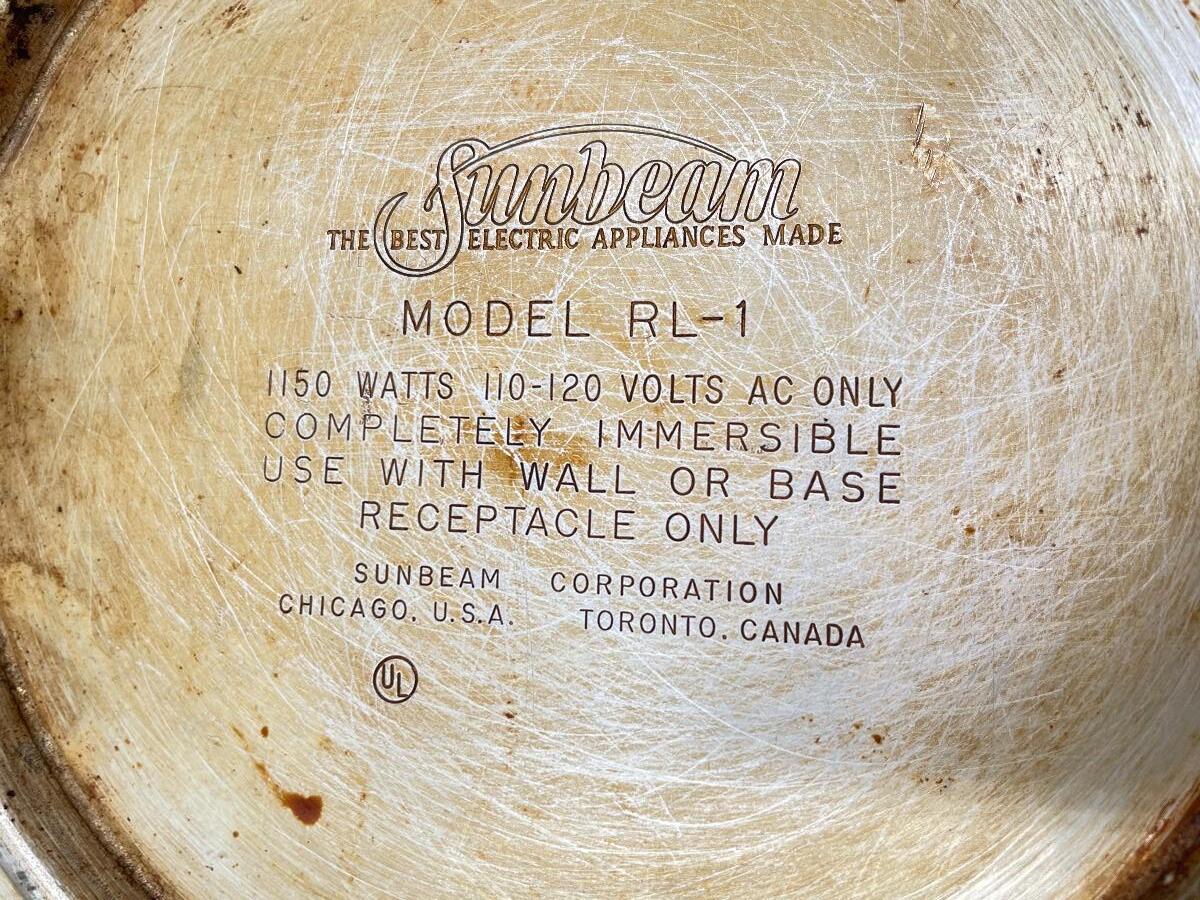 Sunbeam
THE BEST ELECTRIC APPLIANCES MADE
MODEL RL-1
1150 WATTS 110-120 VOLTS AC ONLY
COMPLETELY IMMERSIBLE
USE WITH WALL OR BASE
RECEPTACLE ONLY
SUNBEAM CORPORATION
CHICAGO. U.S.A. TORONTO. CANADA
UL